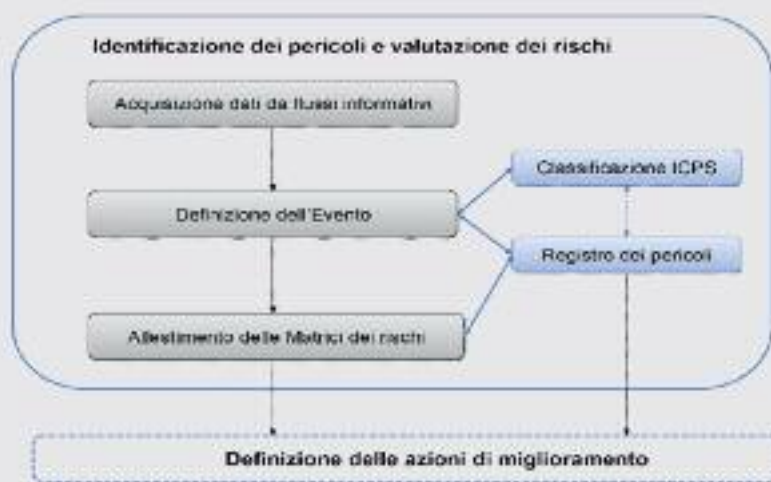 Identificazione dei pericoli e valutazione dei rischi
Acquisizione dati da flussi informativi
Classificazione ICPS
Definizione dell'Evento
Registro dei pericoli
Allestimento delle Matrici dei rischi
Definizione delle azioni di miglioramento